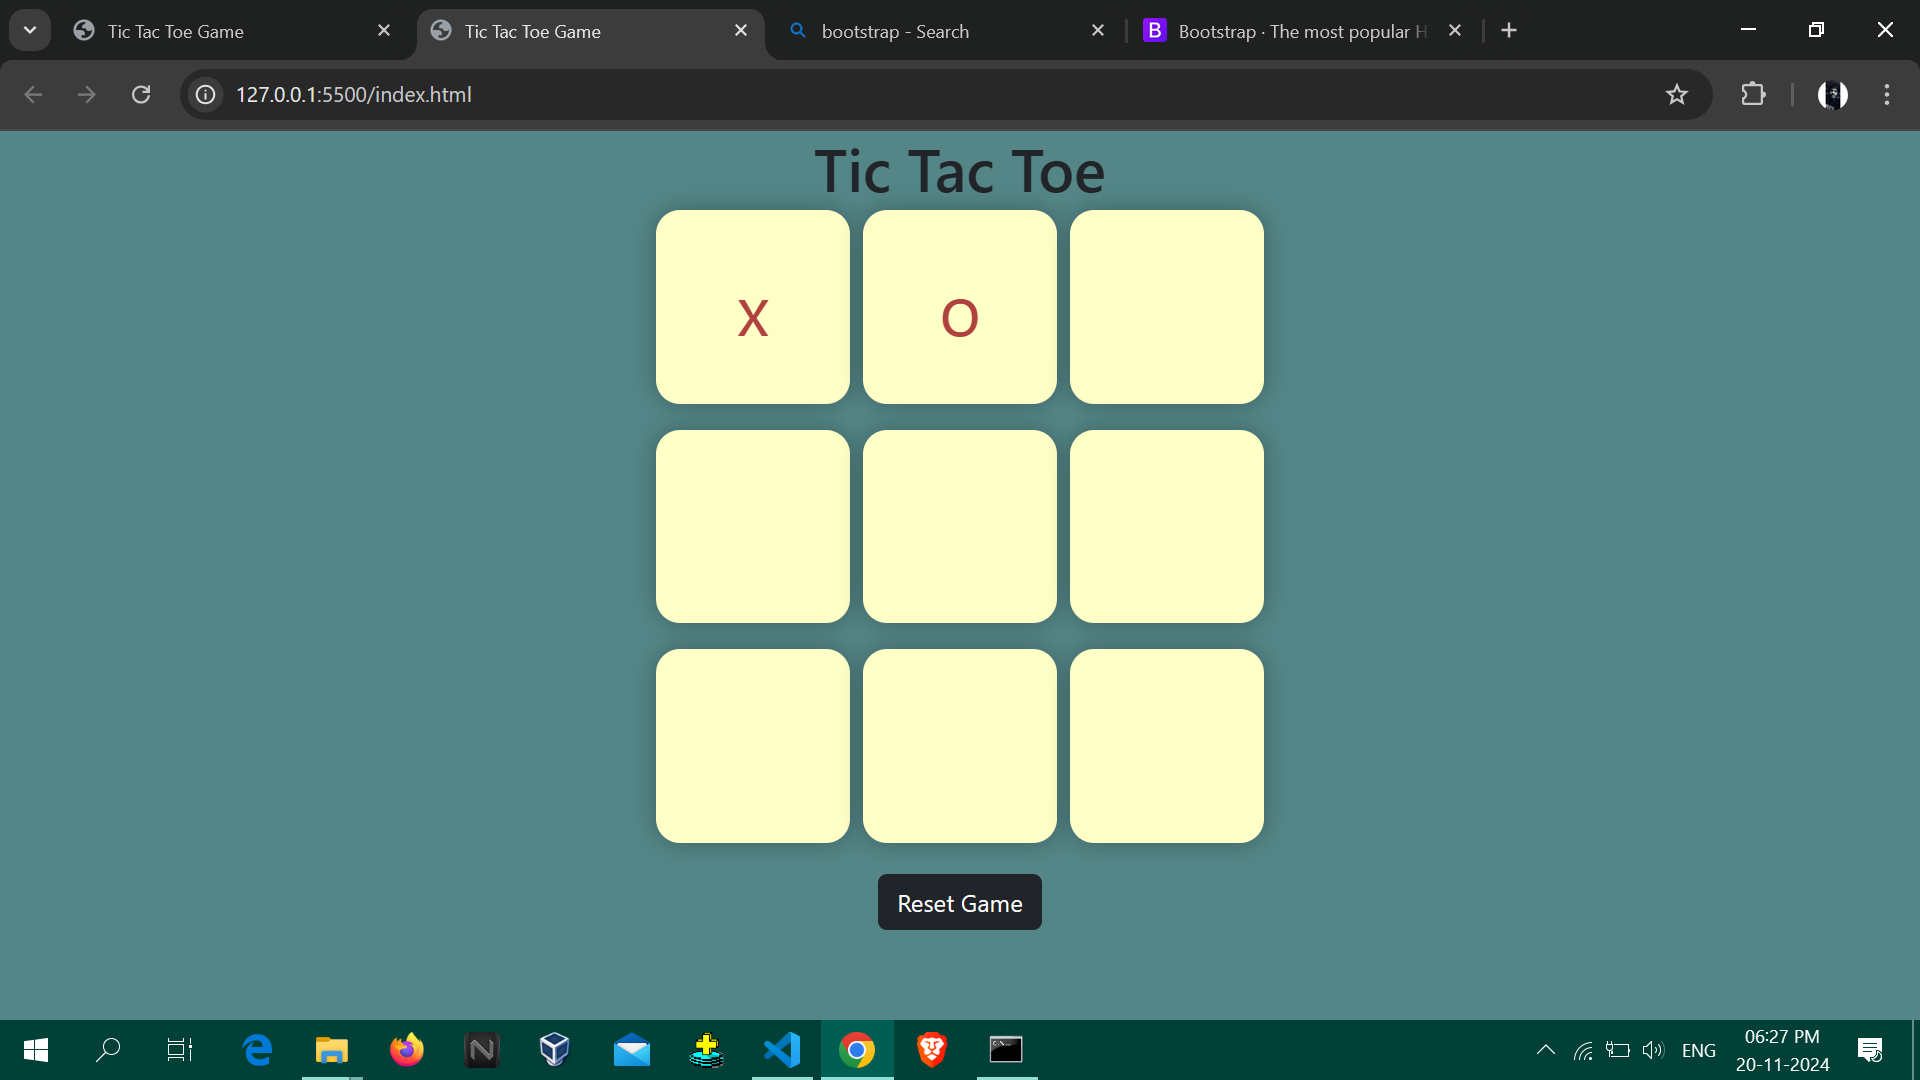 Tic Tac Toe Game
Tic Tac Toe Game
bootstrap - Search
B
Bootstrap · The most popular H
127.0.0.1:5500/index.html
Tic Tac Toe
X O
Reset Game
N
ENG
06:27 PM
20-11-2024